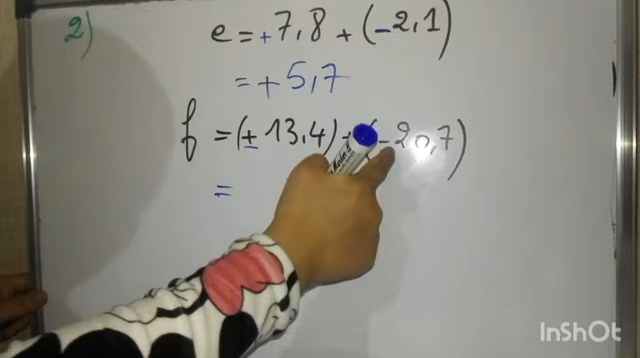 2) e = +7,8 + (-2,1)
= +5,7
f = (+13,4) + (-20,7)
=
InShOt